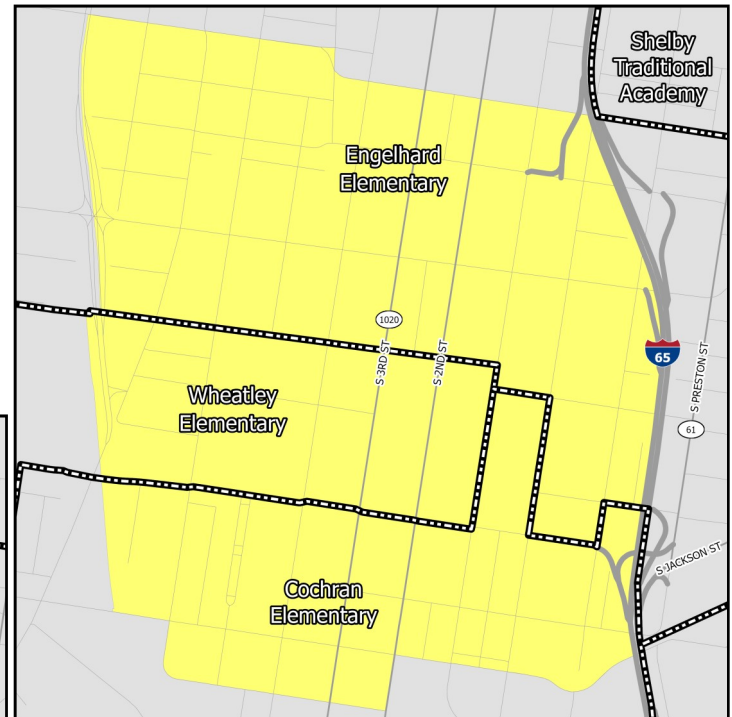 Shelby
Traditional
Academy
Engelhard
Elementary
1020
S 3RD ST
S 2ND ST
65
S PRESTON ST
61
Wheatley
Elementary
S JACKSON ST
Cochran
Elementary